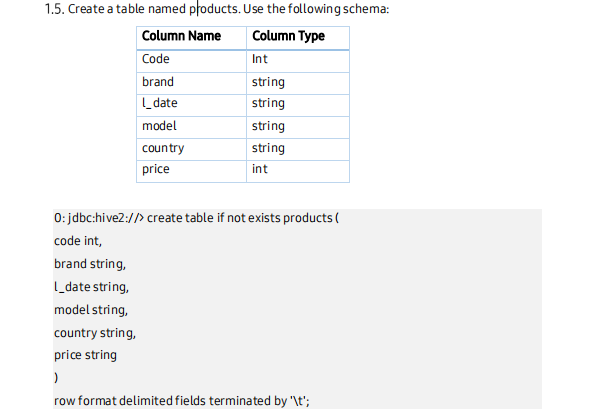 1.5. Create a table named products. Use the following schema:
Column Name Column Type
Code Int
brand string
l_date string
model string
country string
price int
0: jdbc:hive2://> create table if not exists products (
code int,
brand string,
l_date string,
model string,
country string,
price string
)
row format delimited fields terminated by '\t';